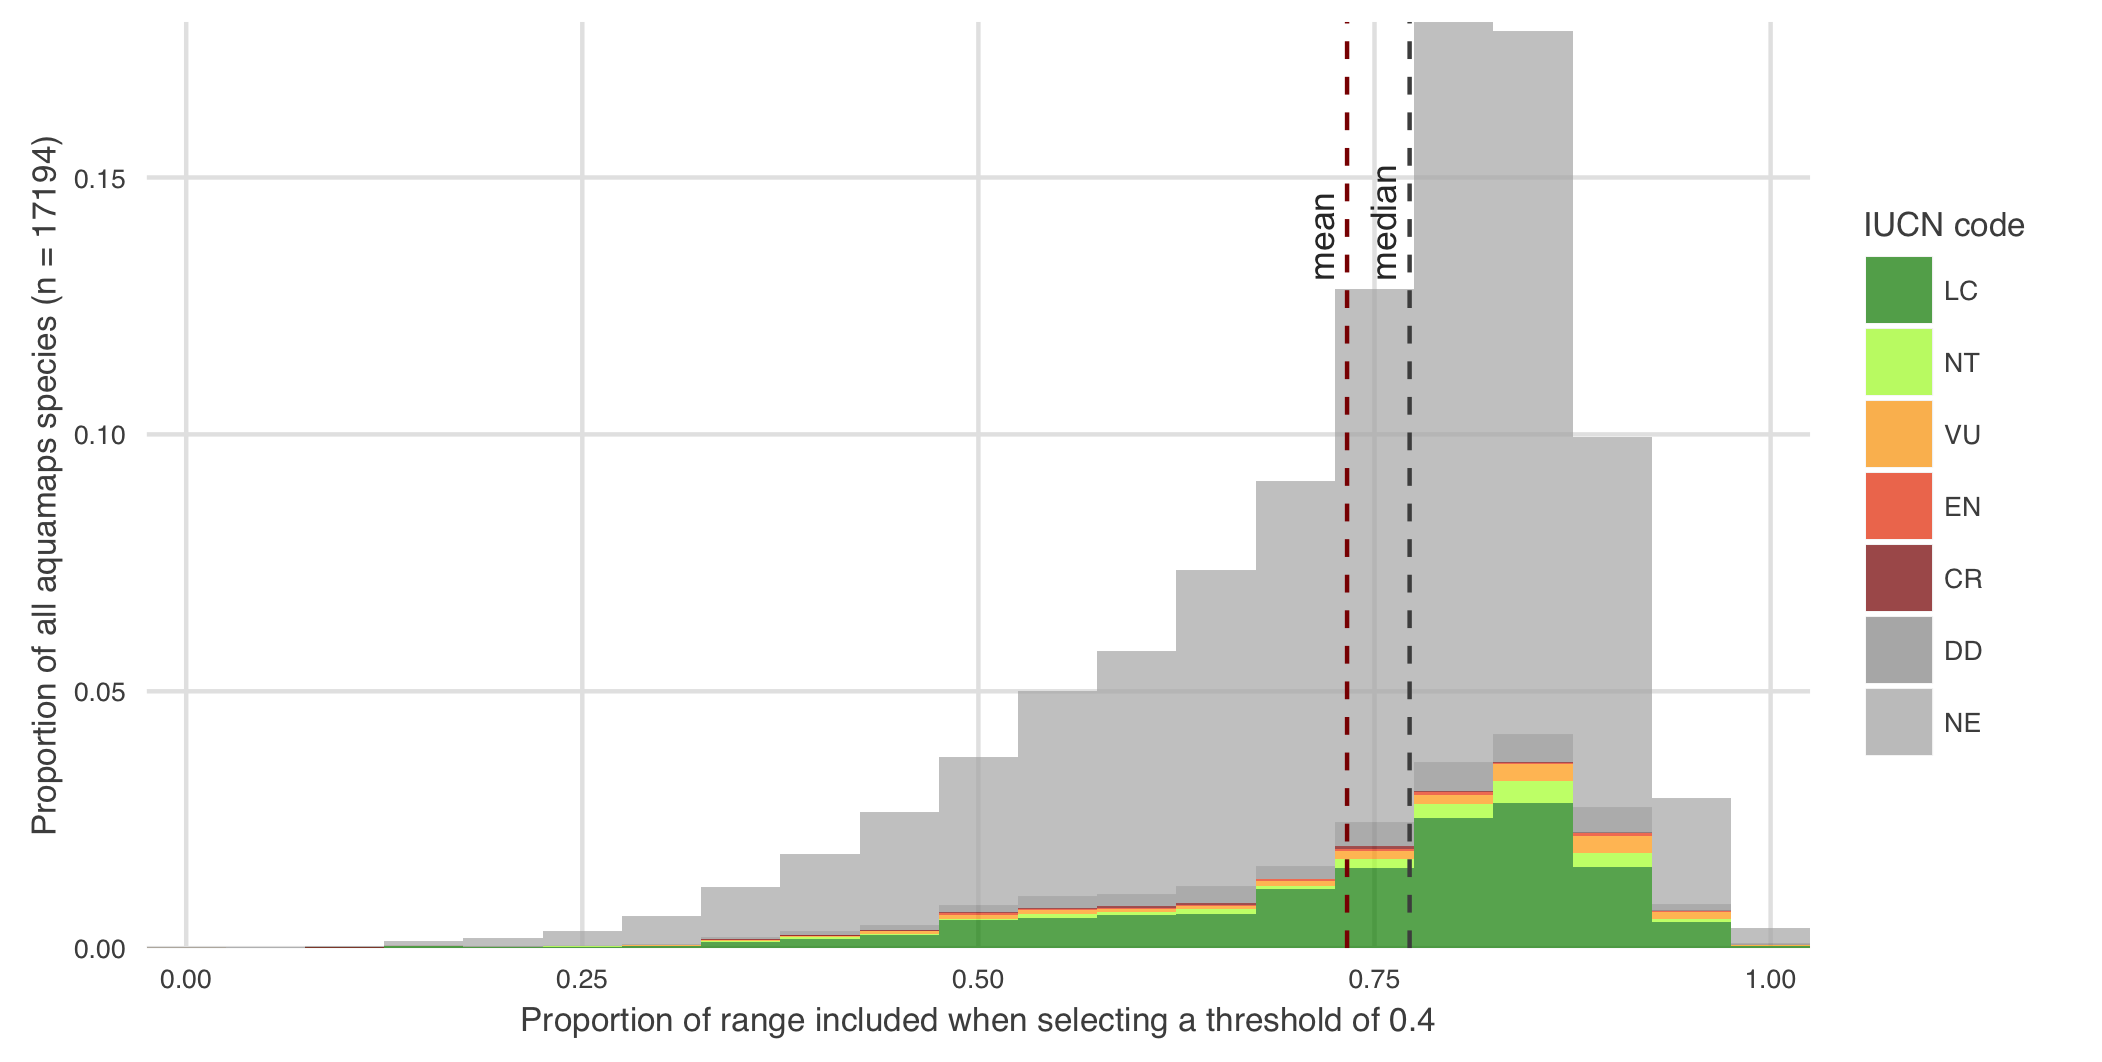 Proportion of all aquamaps species (n = 17194)
0.15
0.10
0.05
0.00
mean
median
0.00
0.25
0.50
0.75
1.00
Proportion of range included when selecting a threshold of 0.4
IUCN code
LC
NT
VU
EN
CR
DD
NE